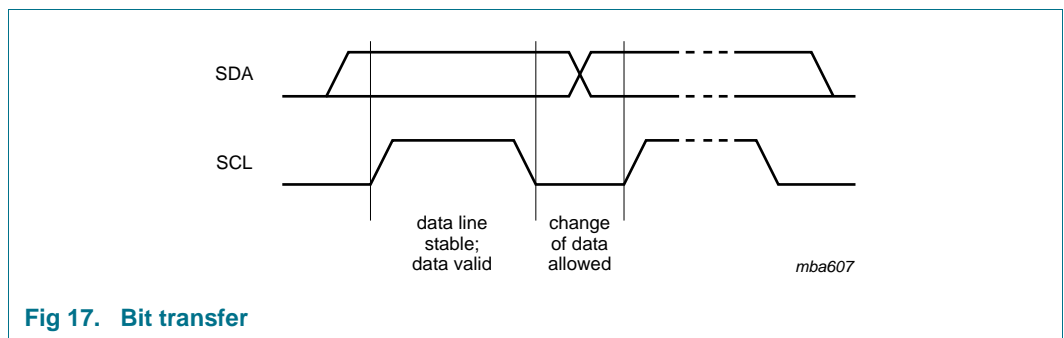 SDA
SCL
data line
stable;
data valid
change
of data
allowed
mba607
Fig 17. Bit transfer